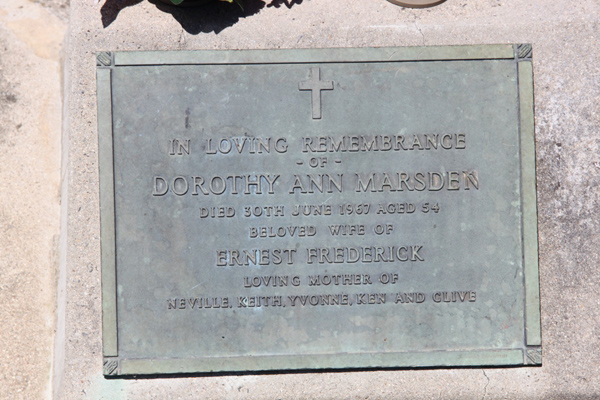 IN LOVING REMEMBRANCE
- OF -
DOROTHY ANN MARSDEN
DIED 30TH JUNE 1967 AGED 54
BELOVED WIFE OF
ERNEST FREDERICK
LOVING MOTHER OF
NEVILLE, KEITH, YVONNE, KEN AND CLIVE